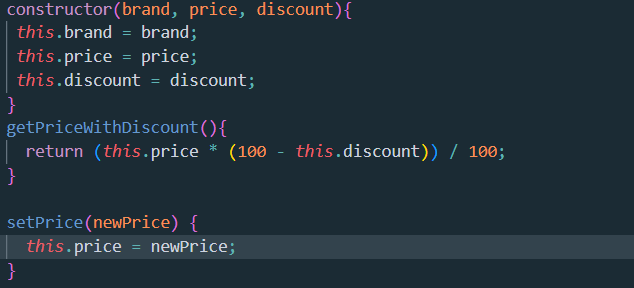 constructor(brand, price, discount){
this.brand = brand;
this.price = price;
this.discount = discount;
}
getPriceWithDiscount(){
return (this.price * (100 - this.discount)) / 100;
}
setPrice(newPrice) {
this.price = newPrice;
}